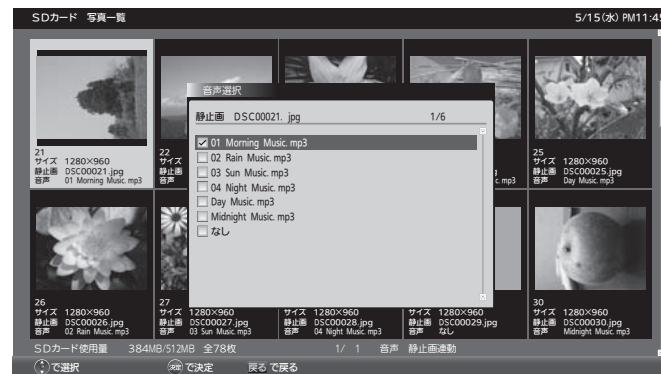 SDカード 写真一覧
5/15(水) PM11:45
音声選択
静止画 DSC00021. jpg 1/6
01 Morning Music. mp3
02 Rain Music. mp3
03 Sun Music. mp3
04 Night Music. mp3
Day Music. mp3
Midnight Music. mp3
なし
21
サイズ 1280×960
静止画 DSC00021.jpg
音声 01 Morning Music. mp3
22
サイズ
静止画
音声
c. mp3
25
サイズ 1280×960
静止画 DSC00025.jpg
音声 Day Music. mp3
26
サイズ 1280×960
静止画 DSC00026.jpg
音声 02 Rain Music. mp3
27
サイズ 1280×960
静止画 DSC00027.jpg
音声 03 Sun Music. mp3
サイズ 1280×960
静止画 DSC00028.jpg
音声 04 Night Music. mp3
サイズ 1280×960
静止画 DSC00029.jpg
音声 なし
30
サイズ 1280×960
静止画 DSC00030.jpg
音声 Midnight Music. mp3
SDカード使用量 384MB/512MB 全78枚 1/ 1 音声 静止画連動
で選択 決定 で決定 戻る で戻る